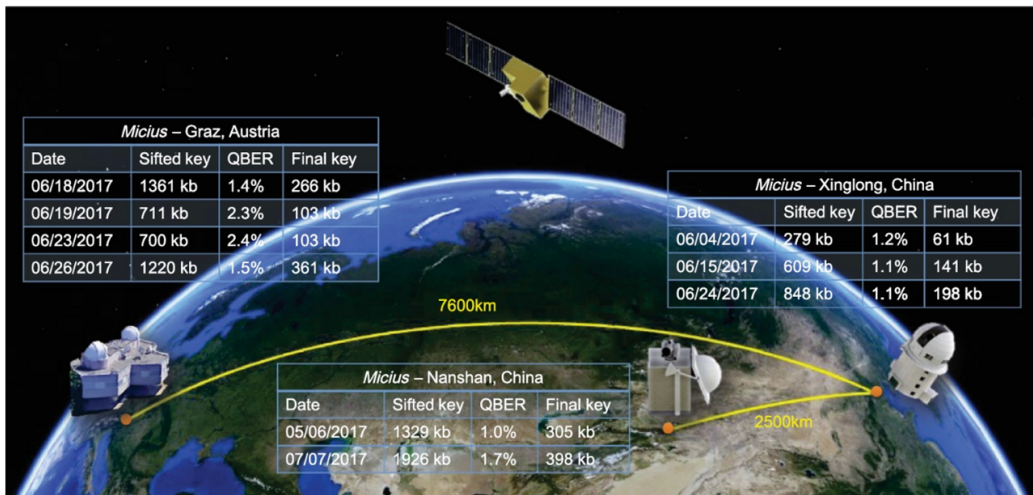 Micius – Graz, Austria
Date Sifted key QBER Final key
06/18/2017 1361 kb 1.4% 266 kb
06/19/2017 711 kb 2.3% 103 kb
06/23/2017 700 kb 2.4% 103 kb
06/26/2017 1220 kb 1.5% 361 kb
Micius – Xinglong, China
Date Sifted key QBER Final key
06/04/2017 279 kb 1.2% 61 kb
06/15/2017 609 kb 1.1% 141 kb
06/24/2017 848 kb 1.1% 198 kb
7600km
Micius – Nanshan, China
Date Sifted key QBER Final key
05/06/2017 1329 kb 1.0% 305 kb
07/07/2017 1926 kb 1.7% 398 kb
2500km